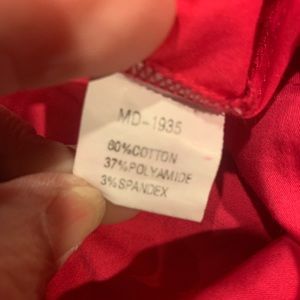 MD-1935
60%COTTON
37%POLYAMIDE
3%SPANDEX